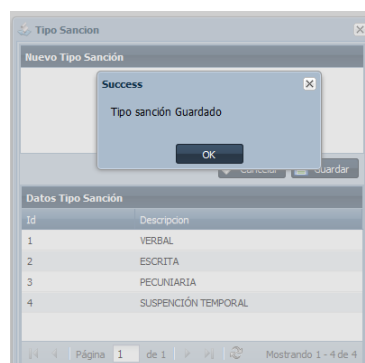 Tipo Sancion
Nuevo Tipo Sanción
Success
Tipo sanción Guardado
OK
Cancelar Guardar
Datos Tipo Sanción
Id Descripcion
1 VERBAL
2 ESCRITA
3 PECUNIARIA
4 SUSPENCIÓN TEMPORAL
Página 1 de 1 Mostrando 1 - 4 de 4